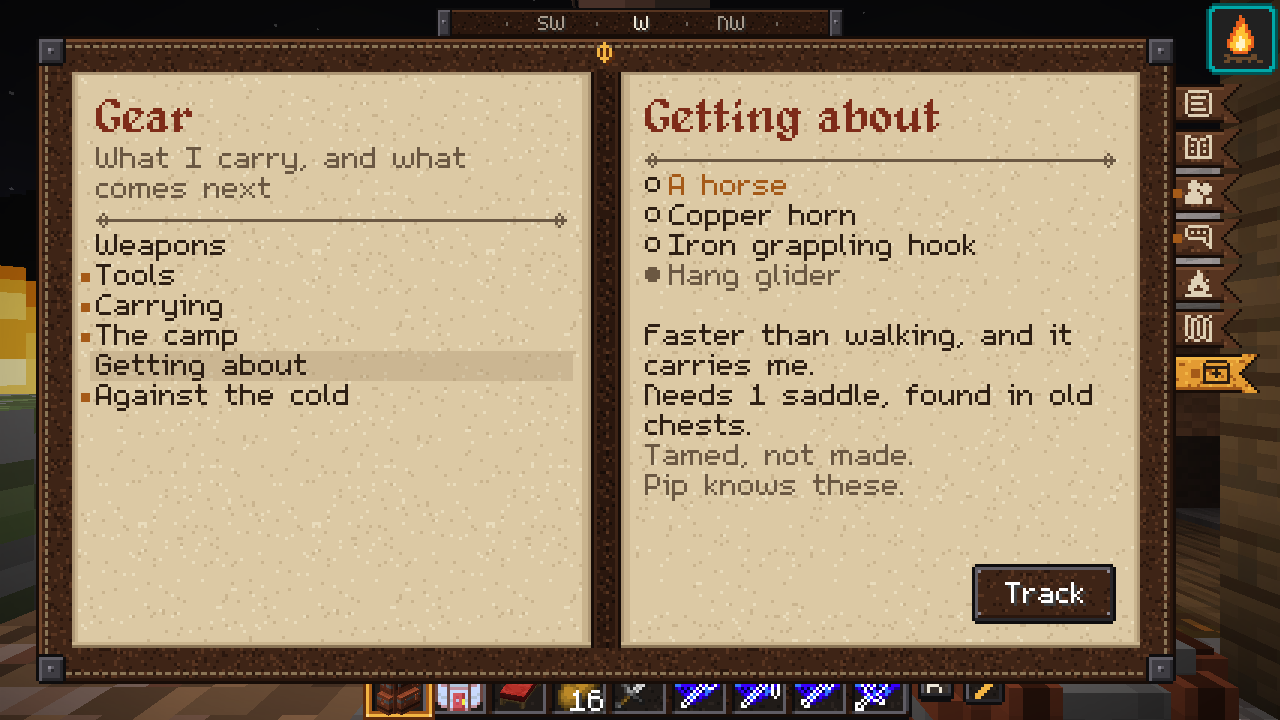 SW W NW
Gear
What I carry, and what
comes next
Weapons
Tools
Carrying
The camp
Getting about
Against the cold
Getting about
A horse
Copper horn
Iron grappling hook
Hang glider
Faster than walking, and it
carries me.
Needs 1 saddle, found in old
chests.
Tamed, not made.
Pip knows these.
Track
16